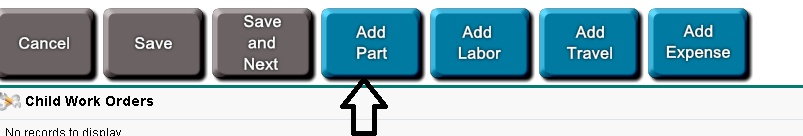 Cancel
Save
Save
and
Next
Add
Part
Add
Labor
Add
Travel
Add
Expense
Child Work Orders
No records to display